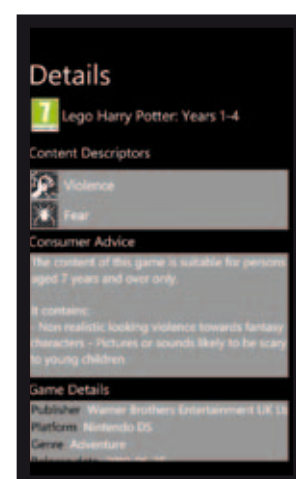 Details
7 Lego Harry Potter: Years 1-4
Content Descriptors
Violence
Fear
Consumer Advice
The content of this game is suitable for persons
aged 7 years and over only.
It contains:
- Non realistic looking violence towards fantasy
characters - Pictures or sounds likely to be scary
to young children.
Game Details
Publisher Warner Brothers Entertainment UK
Platform Nintendo DS
Genre Adventure